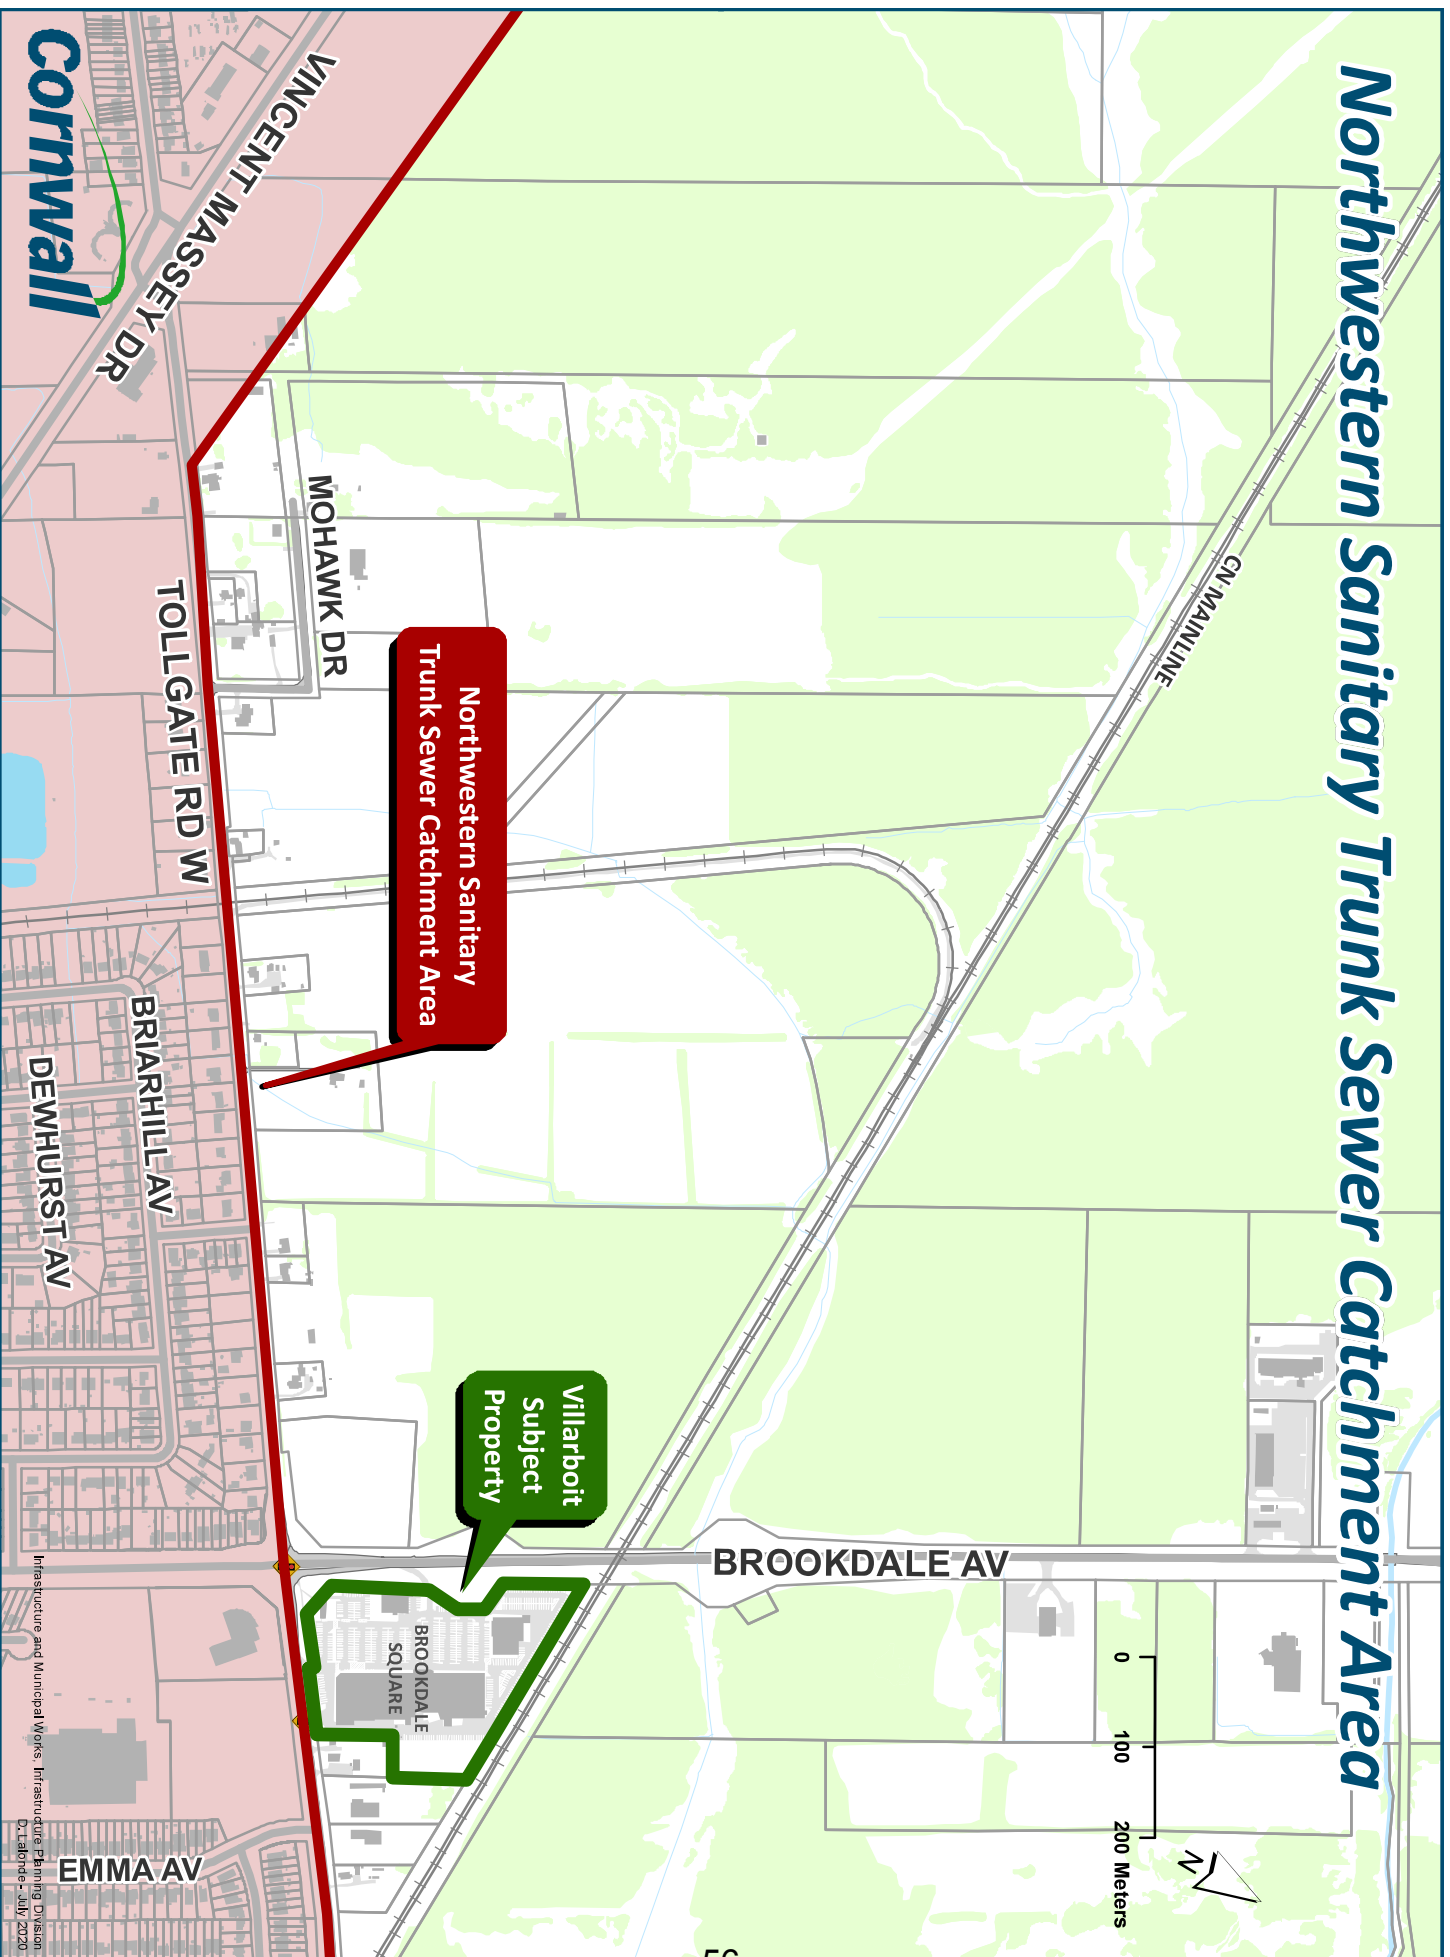 Northwestern Sanitary Trunk Sewer Catchment Area
CN MAINLINE
0 100 200 Meters
N
BROOKDALE AV
Villarboit
Subject
Property
Northwestern Sanitary
Trunk Sewer Catchment Area
BROOKDALE
SQUARE
MOHAWK DR
VINCENT MASSEY DR
TOLLGATE RD W
BRIARHILL AV
DEWHURST AV
EMMA AV
Cornwall
Infrastructure and Municipal Works, Infrastructure Planning Division
D. Lalonde - July 2020